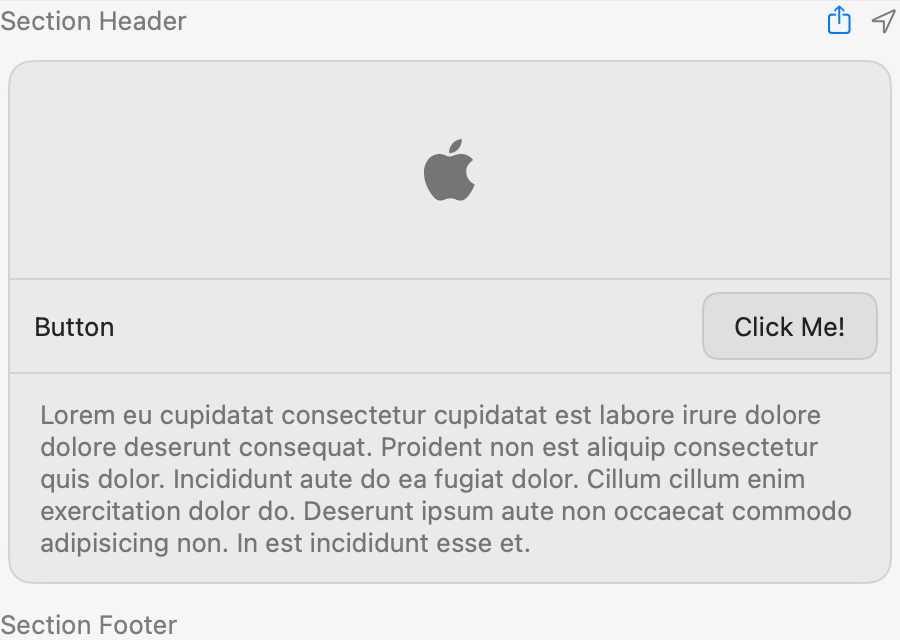 Section Header
Button
Click Me!
Lorem eu cupidatat consectetur cupidatat est labore irure dolore
dolore deserunt consequat. Proident non est aliquip consectetur
quis dolor. Incididunt aute do ea fugiat dolor. Cillum cillum enim
exercitation dolor do. Deserunt ipsum aute non occaecat commodo
adipisicing non. In est incididunt esse et.
Section Footer